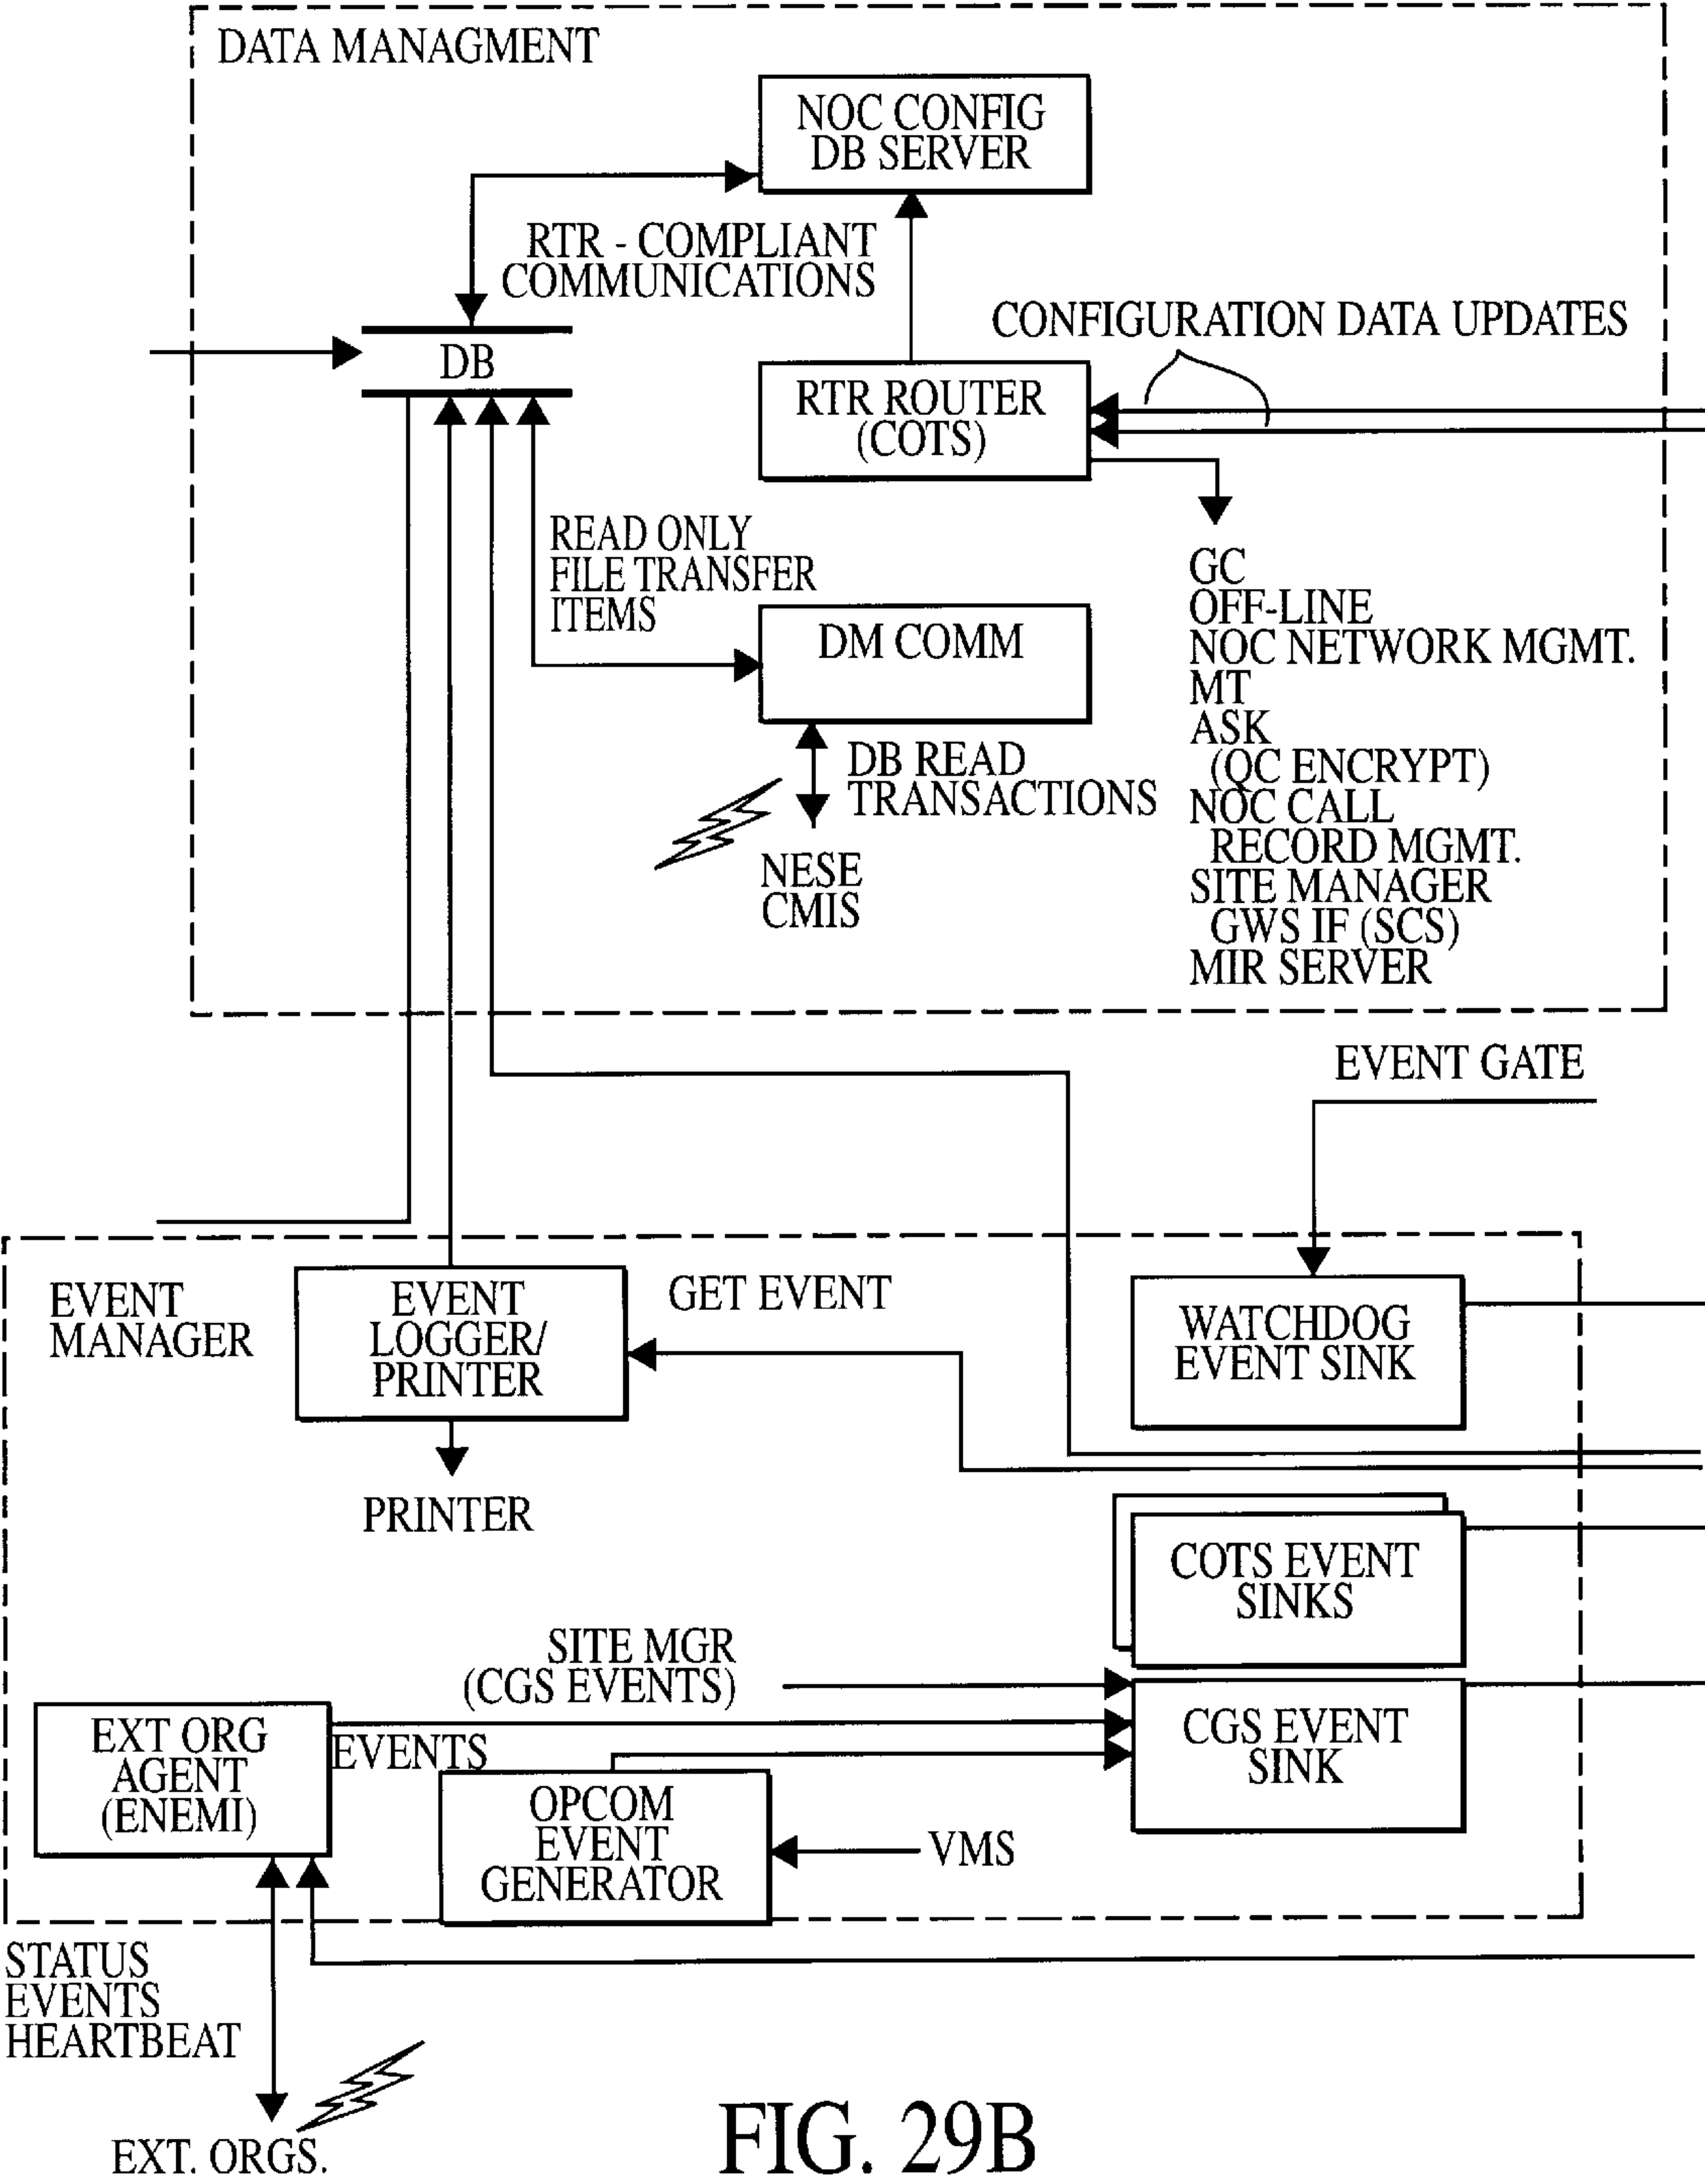 DATA MANAGMENT
NOC CONFIG
DB SERVER
RTR - COMPLIANT
COMMUNICATIONS
CONFIGURATION DATA UPDATES
DB
RTR ROUTER
(COTS)
READ ONLY
FILE TRANSFER
ITEMS
DM COMM
DB READ
TRANSACTIONS
NESE
CMIS
GC
OFF-LINE
NOC NETWORK MGMT.
MT
ASK
(QC ENCRYPT)
NOC CALL
RECORD MGMT.
SITE MANAGER
GWS IF (SCS)
MIR SERVER
EVENT GATE
EVENT
MANAGER
EVENT
LOGGER/
PRINTER
GET EVENT
WATCHDOG
EVENT SINK
PRINTER
COTS EVENT
SINKS
SITE MGR
(CGS EVENTS)
EXT ORG
AGENT
(ENEMI)
EVENTS
CGS EVENT
SINK
OPCOM
EVENT
GENERATOR
VMS
STATUS
EVENTS
HEARTBEAT
EXT. ORGS.
FIG. 29B